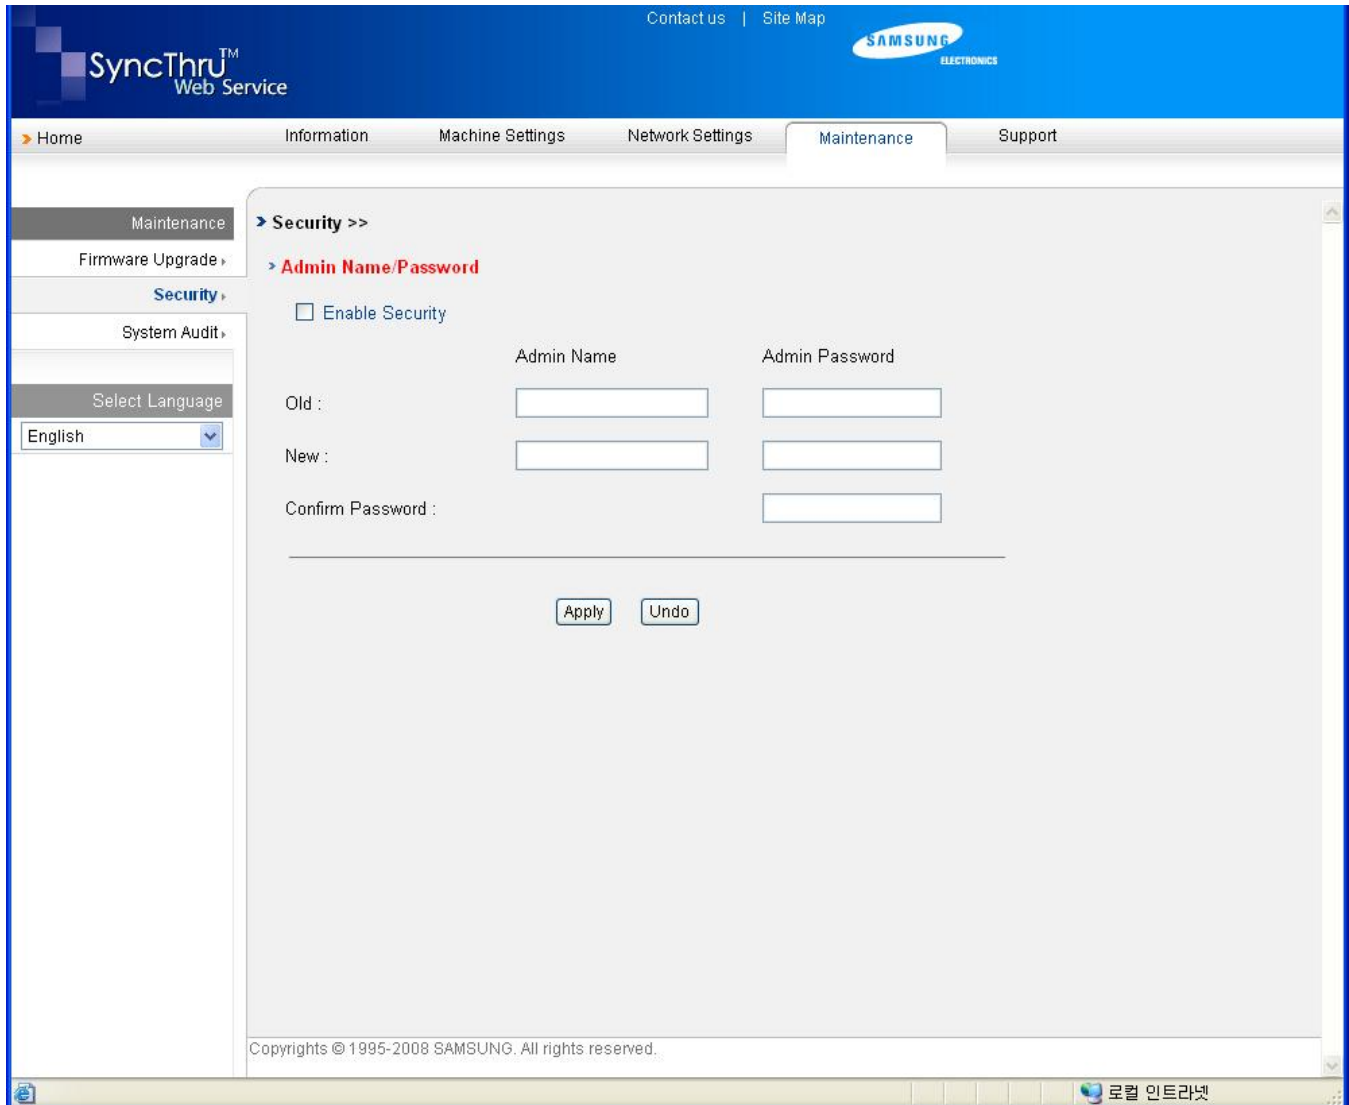 Contact us | Site Map
SAMSUNG
ELECTRONICS
SyncThru™
Web Service
Home
Information
Machine Settings
Network Settings
Maintenance
Support
Maintenance
Firmware Upgrade
Security
System Audit
Select Language
English
Security >>
Admin Name/Password
Enable Security
Admin Name Admin Password
Old :
New :
Confirm Password :
Apply Undo
Copyrights © 1995-2008 SAMSUNG. All rights reserved.
로컬 인트라넷